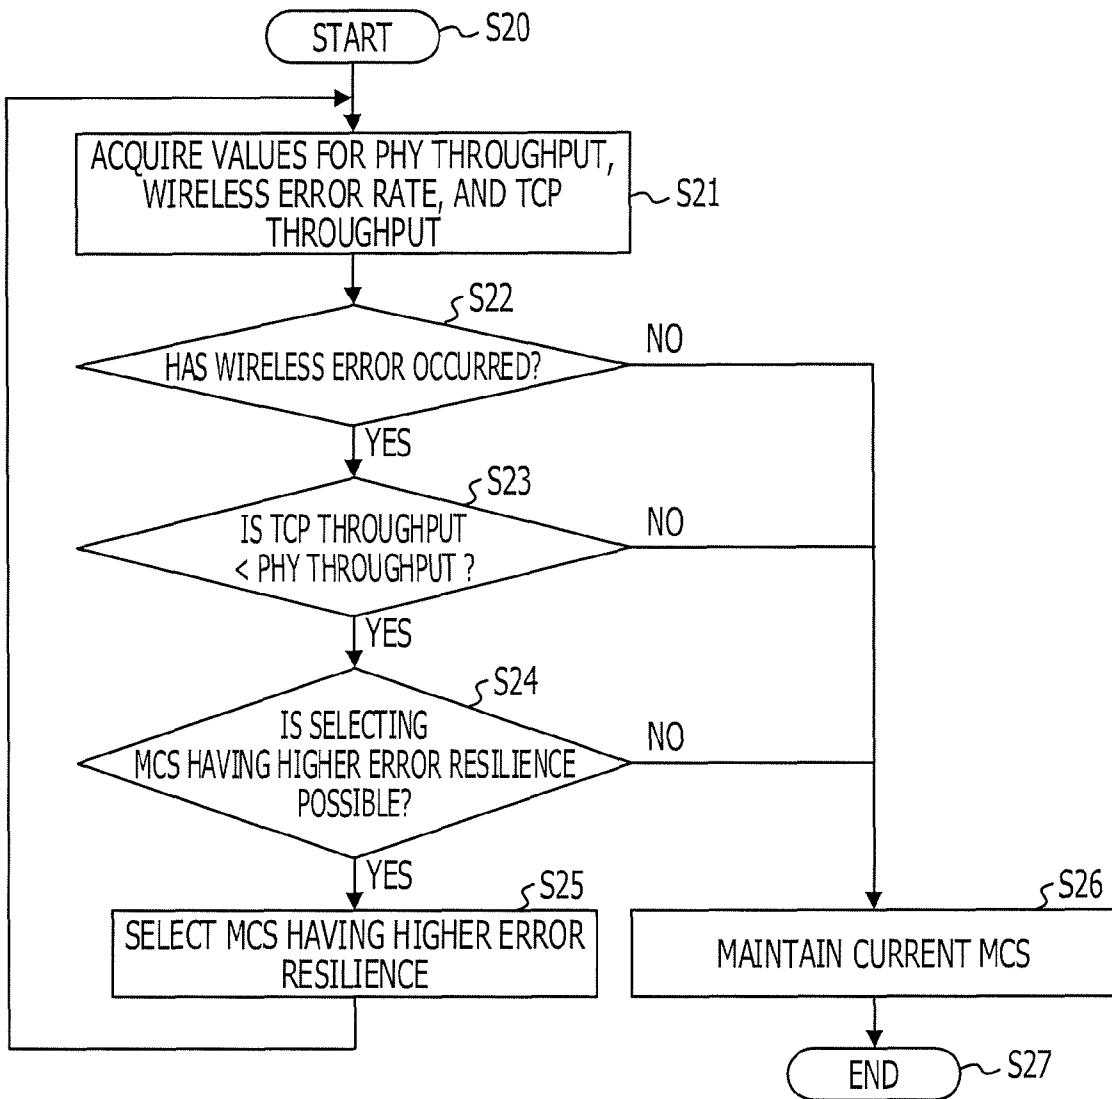 START
S20
ACQUIRE VALUES FOR PHY THROUGHPUT,
WIRELESS ERROR RATE, AND TCP
THROUGHPUT
S21
S22
HAS WIRELESS ERROR OCCURRED?
NO
YES
S23
IS TCP THROUGHPUT
< PHY THROUGHPUT ?
NO
YES
S24
IS SELECTING
MCS HAVING HIGHER ERROR RESILIENCE
POSSIBLE?
NO
YES
S25
SELECT MCS HAVING HIGHER ERROR
RESILIENCE
S26
MAINTAIN CURRENT MCS
END
S27